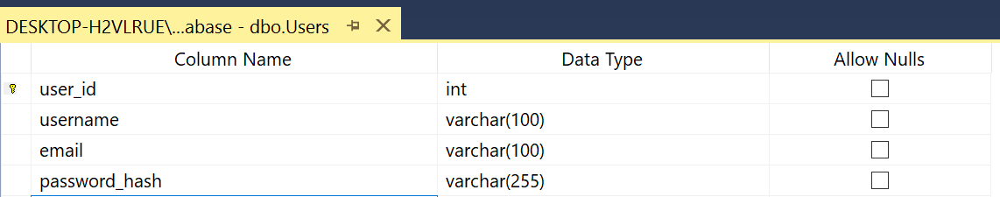 DESKTOP-H2VLRUE\...abase - dbo.Users
Column Name Data Type Allow Nulls
user_id int
username varchar(100)
email varchar(100)
password_hash varchar(255)